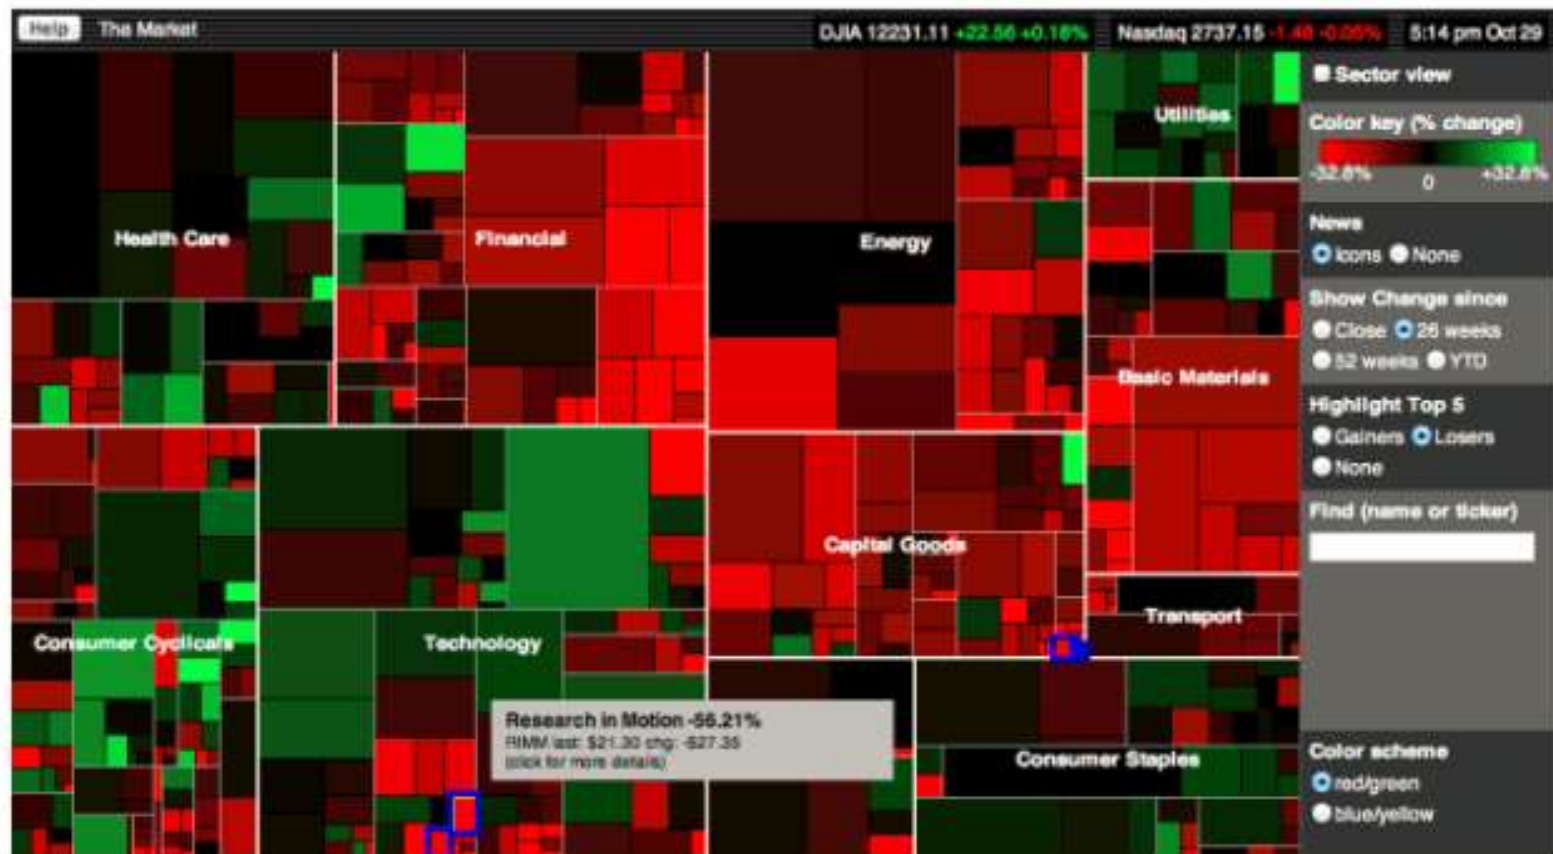 Help The Market DJIA 12231.11 +22.56 +0.18% Nasdaq 2737.15 -1.48 -0.05% 5:14 pm Oct 29
Health Care
Financial
Energy
Utilities
Basic Materials
Capital Goods
Transport
Consumer Cyclicals
Technology
Consumer Staples
Research in Motion -56.21%
RIMM last: $21.30 chg: -$27.35
(click for more details)
Sector view
Color key (% change)
-32.8% 0 +32.8%
News
Icons None
Show Change since
Close 26 weeks
52 weeks YTD
Highlight Top 5
Gainers Losers
None
Find (name or ticker)
Color scheme
red/green
blue/yellow